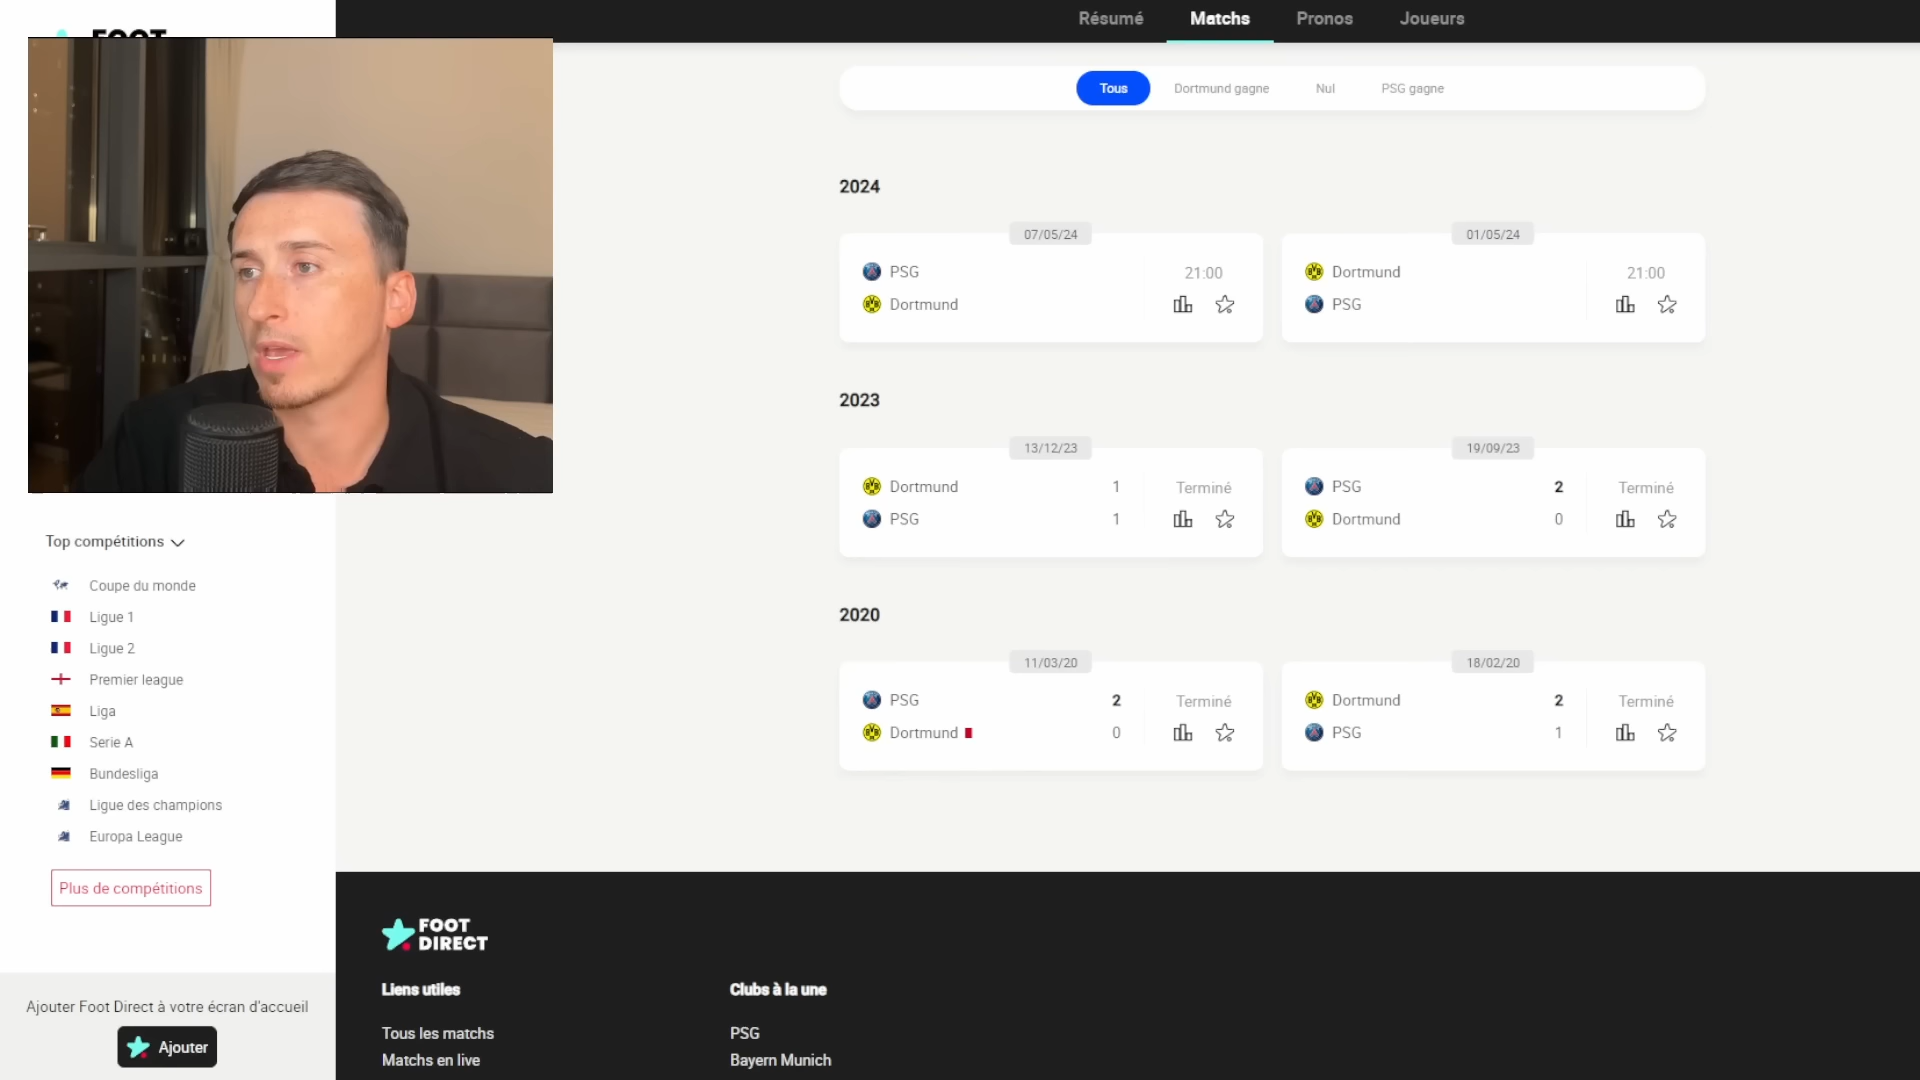 FOOT
Résumé
Matchs
Pronos
Joueurs
Tous
Dortmund gagne
Nul
PSG gagne
2024
07/05/24
PSG
21:00
Dortmund
01/05/24
Dortmund
21:00
PSG
2023
13/12/23
Dortmund 1 Terminé
PSG 1
19/09/23
PSG 2 Terminé
Dortmund 0
2020
11/03/20
PSG 2 Terminé
Dortmund 0
18/02/20
Dortmund 2 Terminé
PSG 1
Top compétitions
Coupe du monde
Ligue 1
Ligue 2
Premier league
Liga
Serie A
Bundesliga
Ligue des champions
Europa League
Plus de compétitions
Ajouter Foot Direct à votre écran d'accueil
Ajouter
FOOT
DIRECT
Liens utiles
Tous les matchs
Matchs en live
Clubs à la une
PSG
Bayern Munich